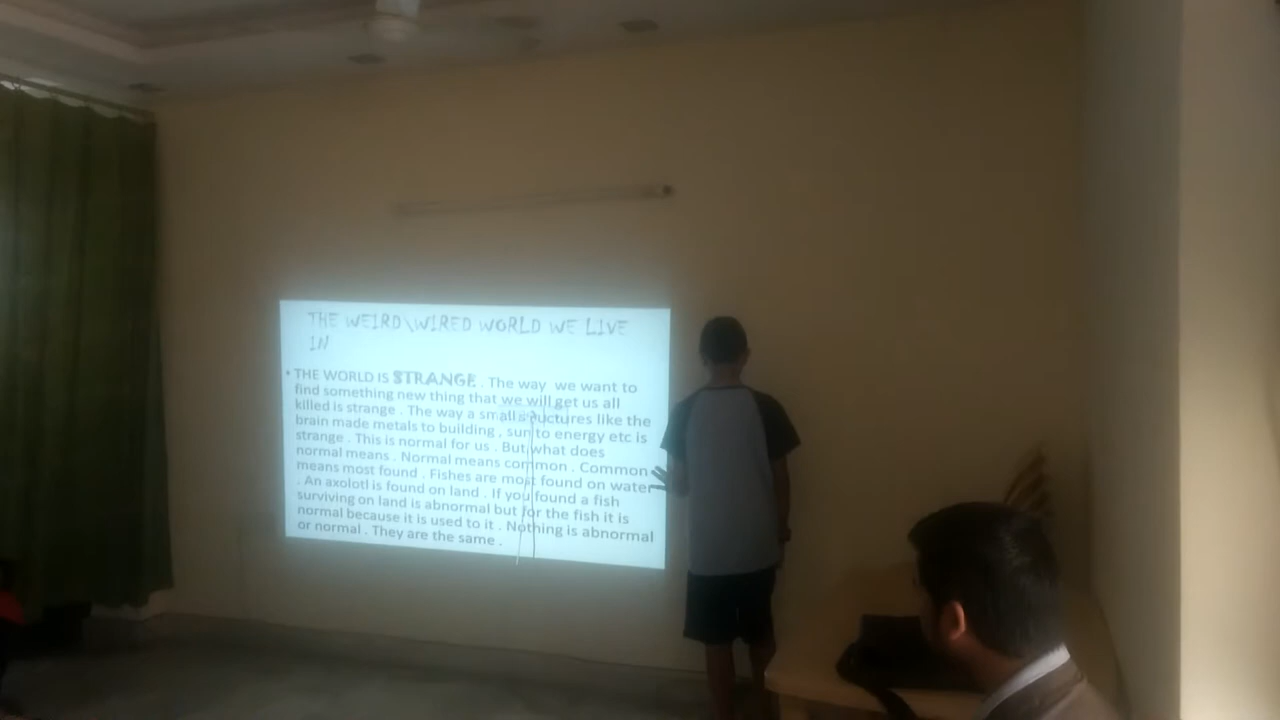 THE WEIRD\WIRED WORLD WE LIVE
IN
• THE WORLD IS STRANGE . The way we want to
find something new thing that we will get us all
killed is strange . The way a small structures like the
brain made metals to building , sun to energy etc is
strange . This is normal for us . But what does
normal means . Normal means common . Common
means most found . Fishes are most found on water
. An axolotl is found on land . If you found a fish
surviving on land is abnormal but for the fish it is
normal because it is used to it . Nothing is abnormal
or normal . They are the same .